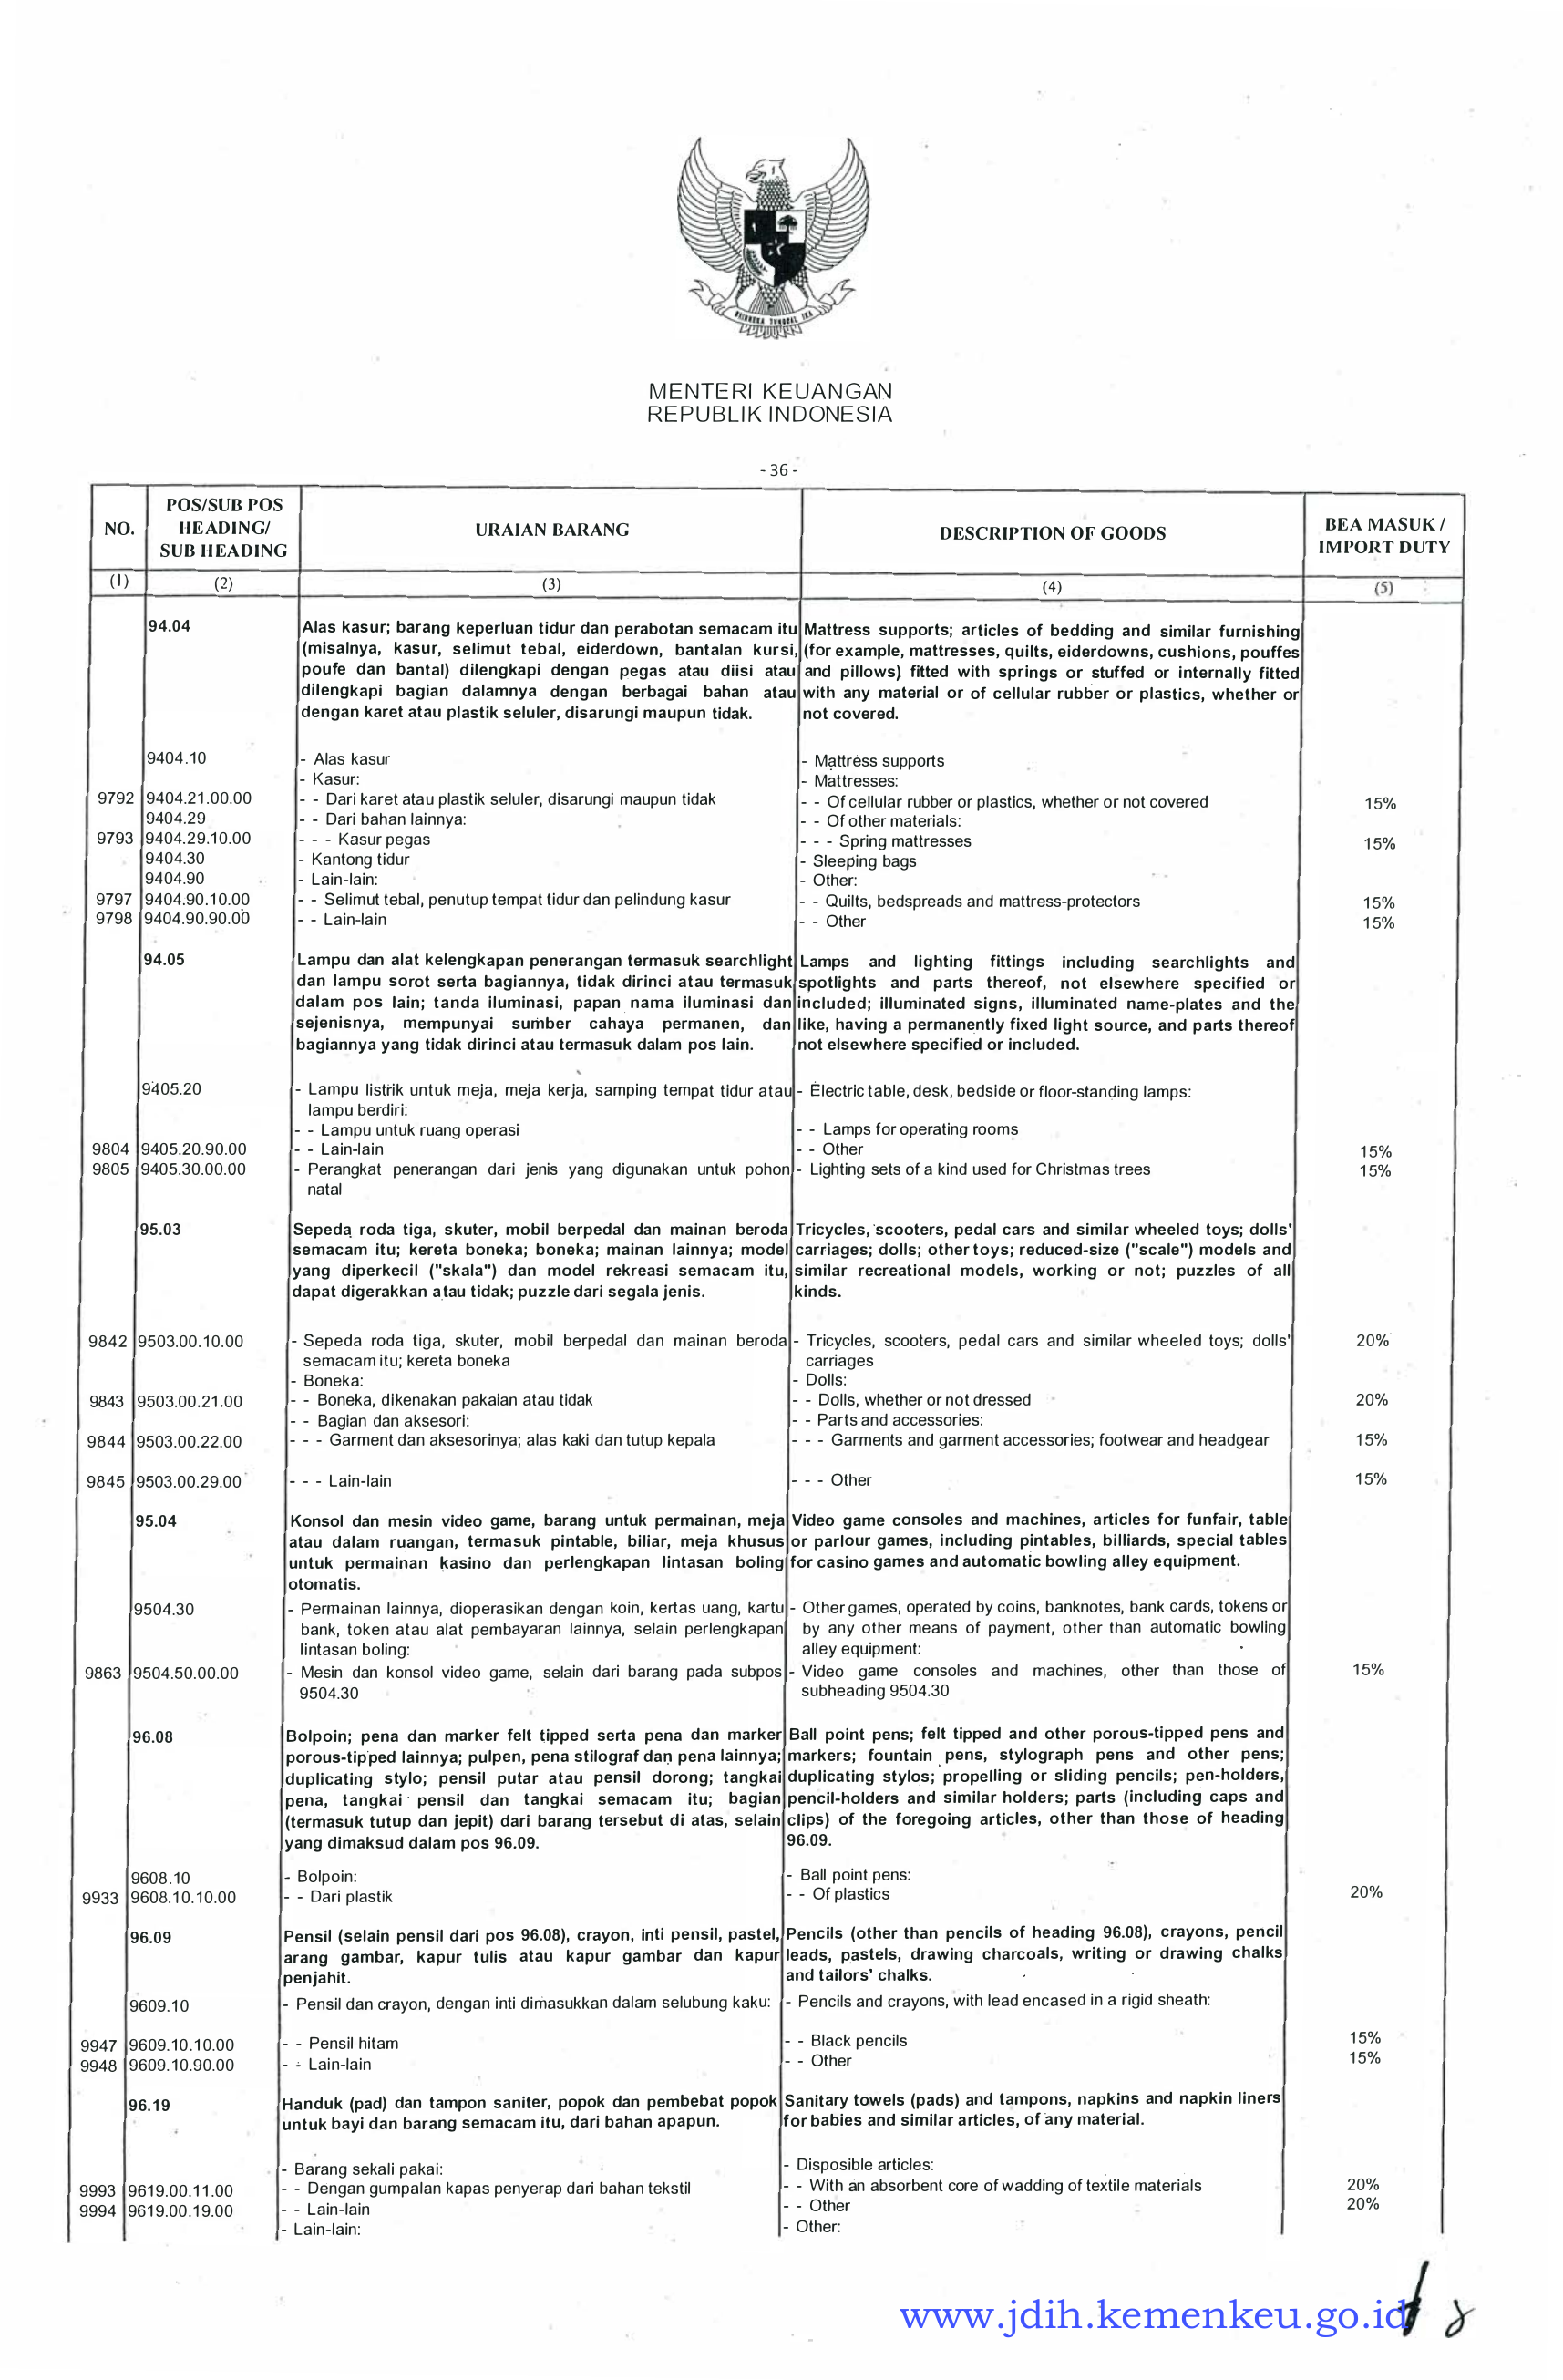 BHINNEKA TUNGGAL IKA
MENTERI KEUANGAN
REPUBLIK INDONESIA
- 36 -
NO.
POS/SUB POS
HEADING/
SUB HEADING
URAIAN BARANG
DESCRIPTION OF GOODS
BEA MASUK /
IMPORT DUTY
(1) (2) (3) (4) (5)
94.04
Alas kasur; barang keperluan tidur dan perabotan semacam itu
(misalnya, kasur, selimut tebal, eiderdown, bantalan kursi,
poufe dan bantal) dilengkapi dengan pegas atau diisi atau
dilengkapi bagian dalamnya dengan berbagai bahan atau
dengan karet atau plastik seluler, disarungi maupun tidak.
Mattress supports; articles of bedding and similar furnishing
(for example, mattresses, quilts, eiderdowns, cushions, pouffes
and pillows) fitted with springs or stuffed or internally fitted
with any material or of cellular rubber or plastics, whether or
not covered.
9404.10 - Alas kasur - Mattress supports
- Kasur: - Mattresses:
9792 9404.21.00.00 - - Dari karet atau plastik seluler, disarungi maupun tidak - - Of cellular rubber or plastics, whether or not covered 15%
9404.29 - - Dari bahan lainnya: - - Of other materials:
9793 9404.29.10.00 - - - Kasur pegas - - - Spring mattresses 15%
9404.30 - Kantong tidur - Sleeping bags
9404.90 - Lain-lain: - Other:
9797 9404.90.10.00 - - Selimut tebal, penutup tempat tidur dan pelindung kasur - - Quilts, bedspreads and mattress-protectors 15%
9798 9404.90.90.00 - - Lain-lain - - Other 15%
94.05
Lampu dan alat kelengkapan penerangan termasuk searchlight
dan lampu sorot serta bagiannya, tidak dirinci atau termasuk
dalam pos lain; tanda iluminasi, papan nama iluminasi dan
sejenisnya, mempunyai sumber cahaya permanen, dan
bagiannya yang tidak dirinci atau termasuk dalam pos lain.
Lamps and lighting fittings including searchlights and
spotlights and parts thereof, not elsewhere specified or
included; illuminated signs, illuminated name-plates and the
like, having a permanently fixed light source, and parts thereof
not elsewhere specified or included.
9405.20 - Lampu listrik untuk meja, meja kerja, samping tempat tidur atau - Electric table, desk, bedside or floor-standing lamps:
lampu berdiri:
- - Lampu untuk ruang operasi - - Lamps for operating rooms
9804 9405.20.90.00 - - Lain-lain - - Other 15%
9805 9405.30.00.00 - Perangkat penerangan dari jenis yang digunakan untuk pohon - Lighting sets of a kind used for Christmas trees 15%
natal
95.03
Sepeda roda tiga, skuter, mobil berpedal dan mainan beroda
semacam itu; kereta boneka; boneka; mainan lainnya; model
yang diperkecil ("skala") dan model rekreasi semacam itu,
dapat digerakkan atau tidak; puzzle dari segala jenis.
Tricycles, scooters, pedal cars and similar wheeled toys; dolls'
carriages; dolls; other toys; reduced-size ("scale") models and
similar recreational models, working or not; puzzles of all
kinds.
9842 9503.00.10.00 - Sepeda roda tiga, skuter, mobil berpedal dan mainan beroda - Tricycles, scooters, pedal cars and similar wheeled toys; dolls' 20%
semacam itu; kereta boneka carriages
- Boneka: - Dolls:
9843 9503.00.21.00 - - Boneka, dikenakan pakaian atau tidak - - Dolls, whether or not dressed 20%
- - Bagian dan aksesori: - - Parts and accessories:
9844 9503.00.22.00 - - - Garment dan aksesorinya; alas kaki dan tutup kepala - - - Garments and garment accessories; footwear and headgear 15%
9845 9503.00.29.00 - - - Lain-lain - - - Other 15%
95.04
Konsol dan mesin video game, barang untuk permainan, meja
atau dalam ruangan, termasuk pintable, biliar, meja khusus
untuk permainan kasino dan perlengkapan lintasan boling
otomatis.
Video game consoles and machines, articles for funfair, table
or parlour games, including pintables, billiards, special tables
for casino games and automatic bowling alley equipment.
9504.30 - Permainan lainnya, dioperasikan dengan koin, kertas uang, kartu - Other games, operated by coins, banknotes, bank cards, tokens or
bank, token atau alat pembayaran lainnya, selain perlengkapan by any other means of payment, other than automatic bowling
lintasan boling: alley equipment:
9863 9504.50.00.00 - Mesin dan konsol video game, selain dari barang pada subpos - Video game consoles and machines, other than those of 15%
9504.30 subheading 9504.30
96.08
Bolpoin; pena dan marker felt tipped serta pena dan marker
porous-tipped lainnya; pulpen, pena stilograf dan pena lainnya;
duplicating stylo; pensil putar atau pensil dorong; tangkai
pena, tangkai pensil dan tangkai semacam itu; bagian
(termasuk tutup dan jepit) dari barang tersebut di atas, selain
yang dimaksud dalam pos 96.09.
Ball point pens; felt tipped and other porous-tipped pens and
markers; fountain pens, stylograph pens and other pens;
duplicating stylos; propelling or sliding pencils; pen-holders,
pencil-holders and similar holders; parts (including caps and
clips) of the foregoing articles, other than those of heading
96.09.
9608.10 - Bolpoin: - Ball point pens:
9933 9608.10.10.00 - - Dari plastik - - Of plastics 20%
96.09
Pensil (selain pensil dari pos 96.08), crayon, inti pensil, pastel,
arang gambar, kapur tulis atau kapur gambar dan kapur
penjahit.
Pencils (other than pencils of heading 96.08), crayons, pencil
leads, pastels, drawing charcoals, writing or drawing chalks
and tailors' chalks.
9609.10 - Pensil dan crayon, dengan inti dimasukkan dalam selubung kaku: - Pencils and crayons, with lead encased in a rigid sheath:
9947 9609.10.10.00 - - Pensil hitam - - Black pencils 15%
9948 9609.10.90.00 - - Lain-lain - - Other 15%
96.19
Handuk (pad) dan tampon saniter, popok dan pembebat popok
untuk bayi dan barang semacam itu, dari bahan apapun.
Sanitary towels (pads) and tampons, napkins and napkin liners
for babies and similar articles, of any material.
- Barang sekali pakai: - Disposable articles:
9993 9619.00.11.00 - - Dengan gumpalan kapas penyerap dari bahan tekstil - - With an absorbent core of wadding of textile materials 20%
9994 9619.00.19.00 - - Lain-lain - - Other 20%
- Lain-lain: - Other:
www.jdih.kemenkeu.go.id